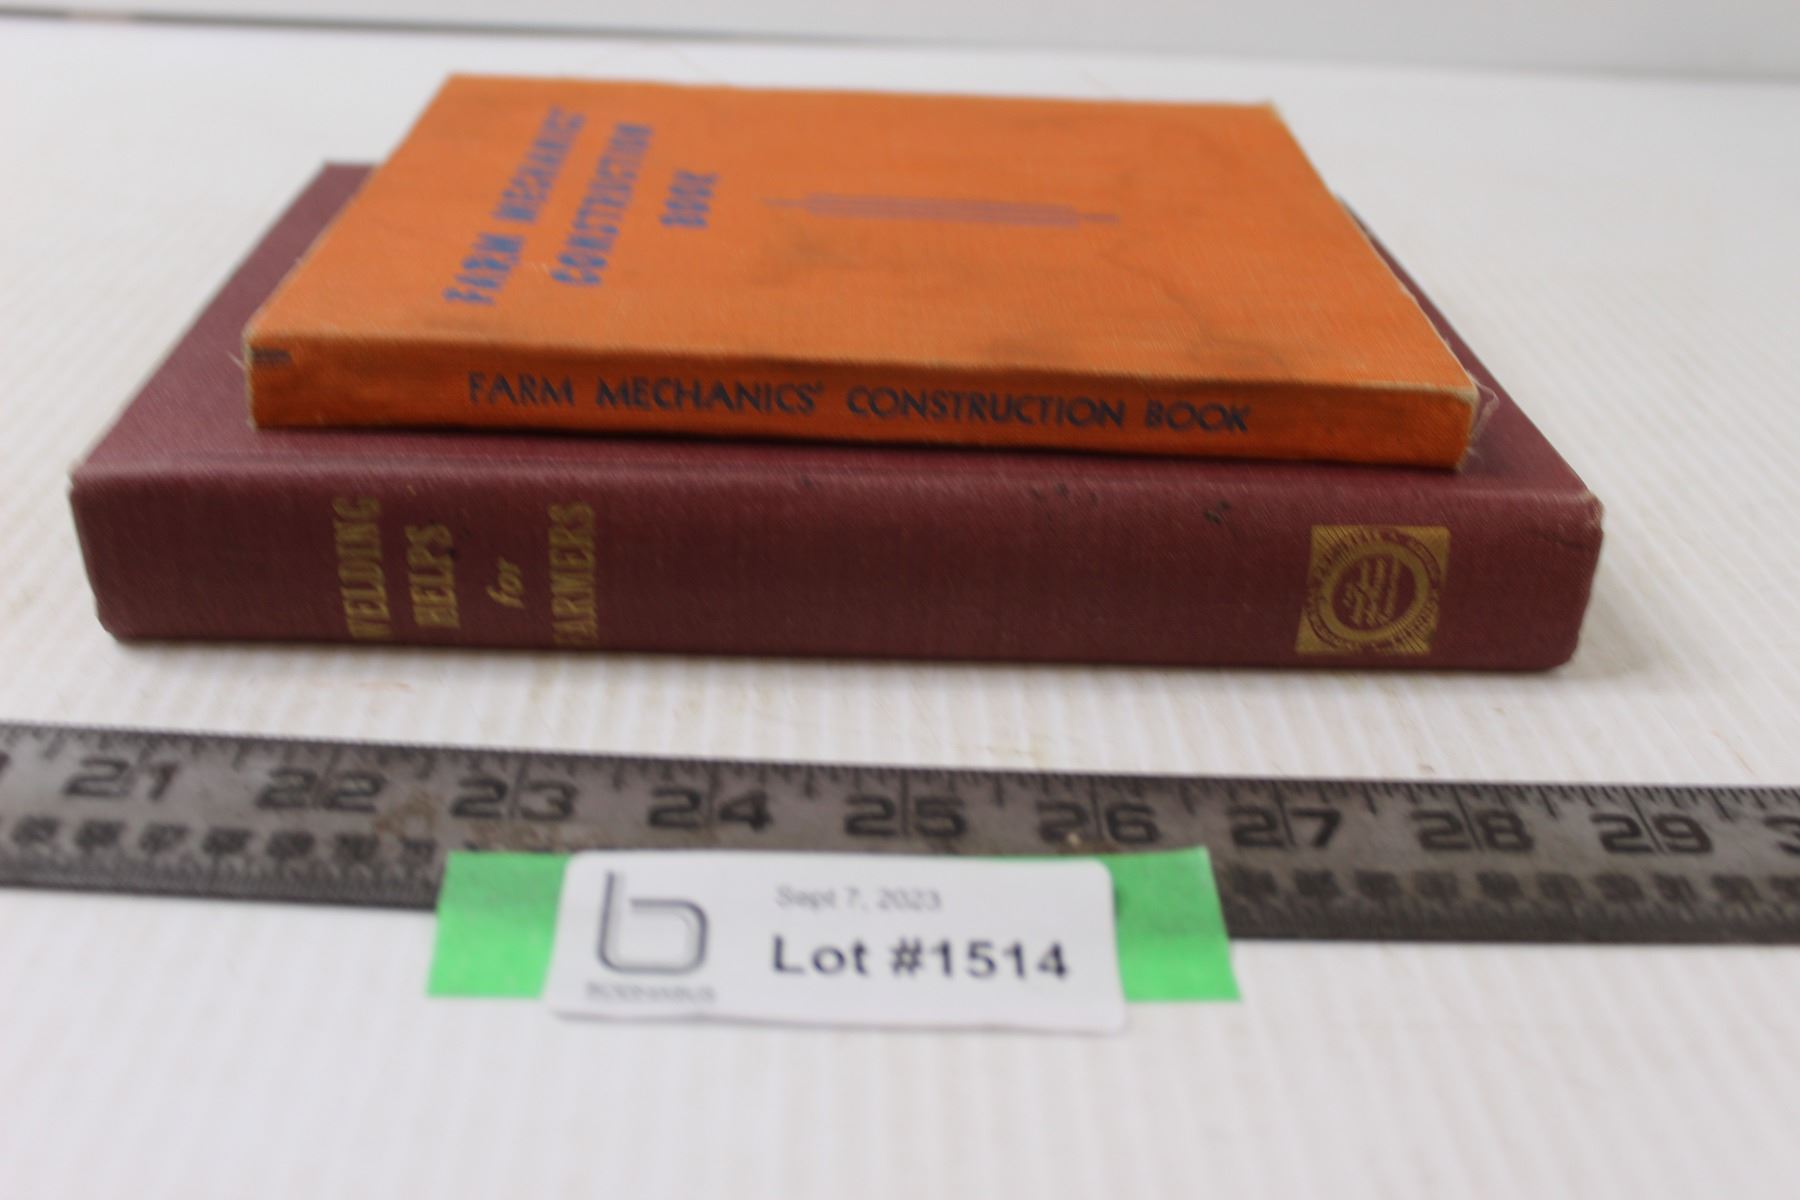 FARM MECHANICS'
CONSTRUCTION
BOOK
FARM MECHANICS' CONSTRUCTION BOOK
WELDING
HELPS
for
FARMERS
21 22 23 24 25 26 27 28 29 3
Sept 7, 2023
Lot #1514